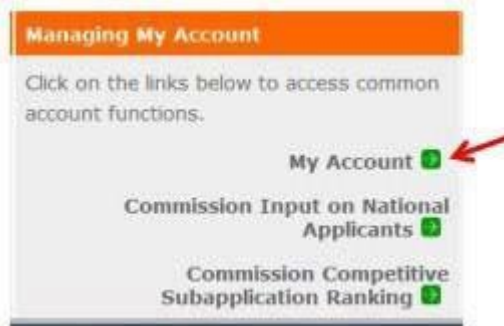 Managing My Account
Click on the links below to access common
account functions.
My Account
Commission Input on National
Applicants
Commission Competitive
Subapplication Ranking